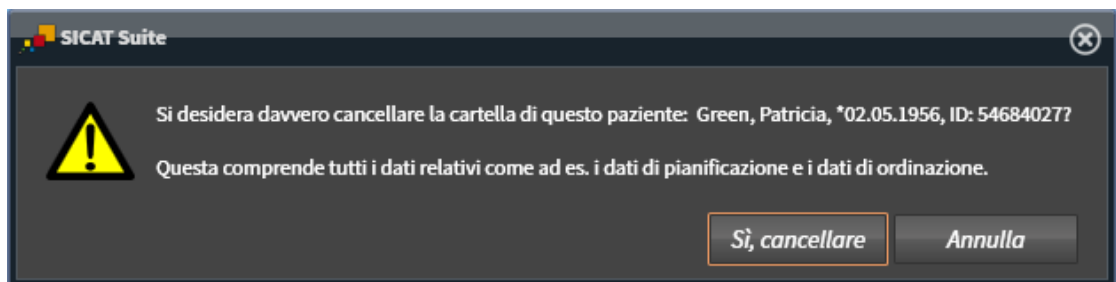 SICAT Suite
Si desidera davvero cancellare la cartella di questo paziente: Green, Patricia, *02.05.1956, ID: 54684027?
Questa comprende tutti i dati relativi come ad es. i dati di pianificazione e i dati di ordinazione.
Sì, cancellare Annulla